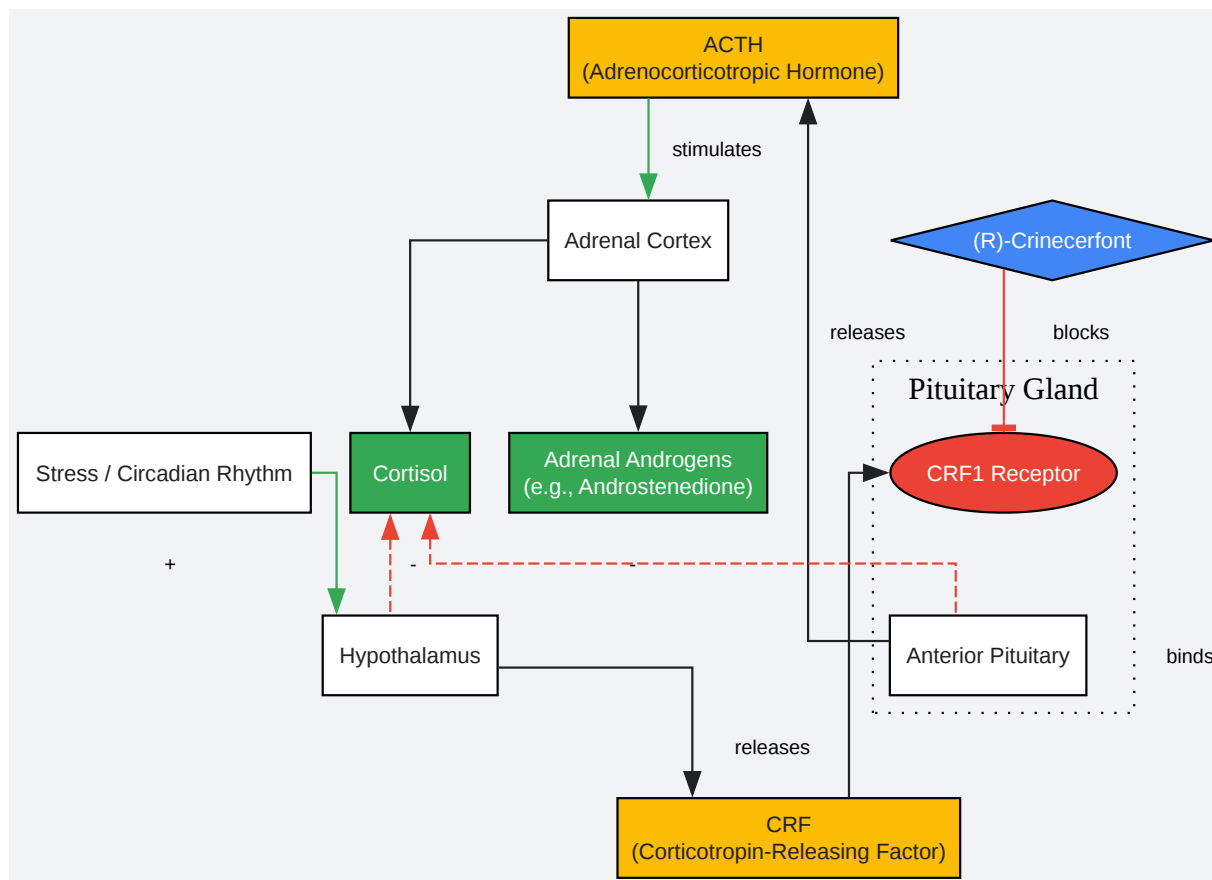 ACTH
(Adrenocorticotropic Hormone)
stimulates
Adrenal Cortex
(R)-Crinecerfont
releases
blocks
Pituitary Gland
Stress / Circadian Rhythm
Cortisol
Adrenal Androgens
(e.g., Androstenedione)
CRF1 Receptor
+
-
-
Hypothalamus
Anterior Pituitary
binds
releases
CRF
(Corticotropin-Releasing Factor)